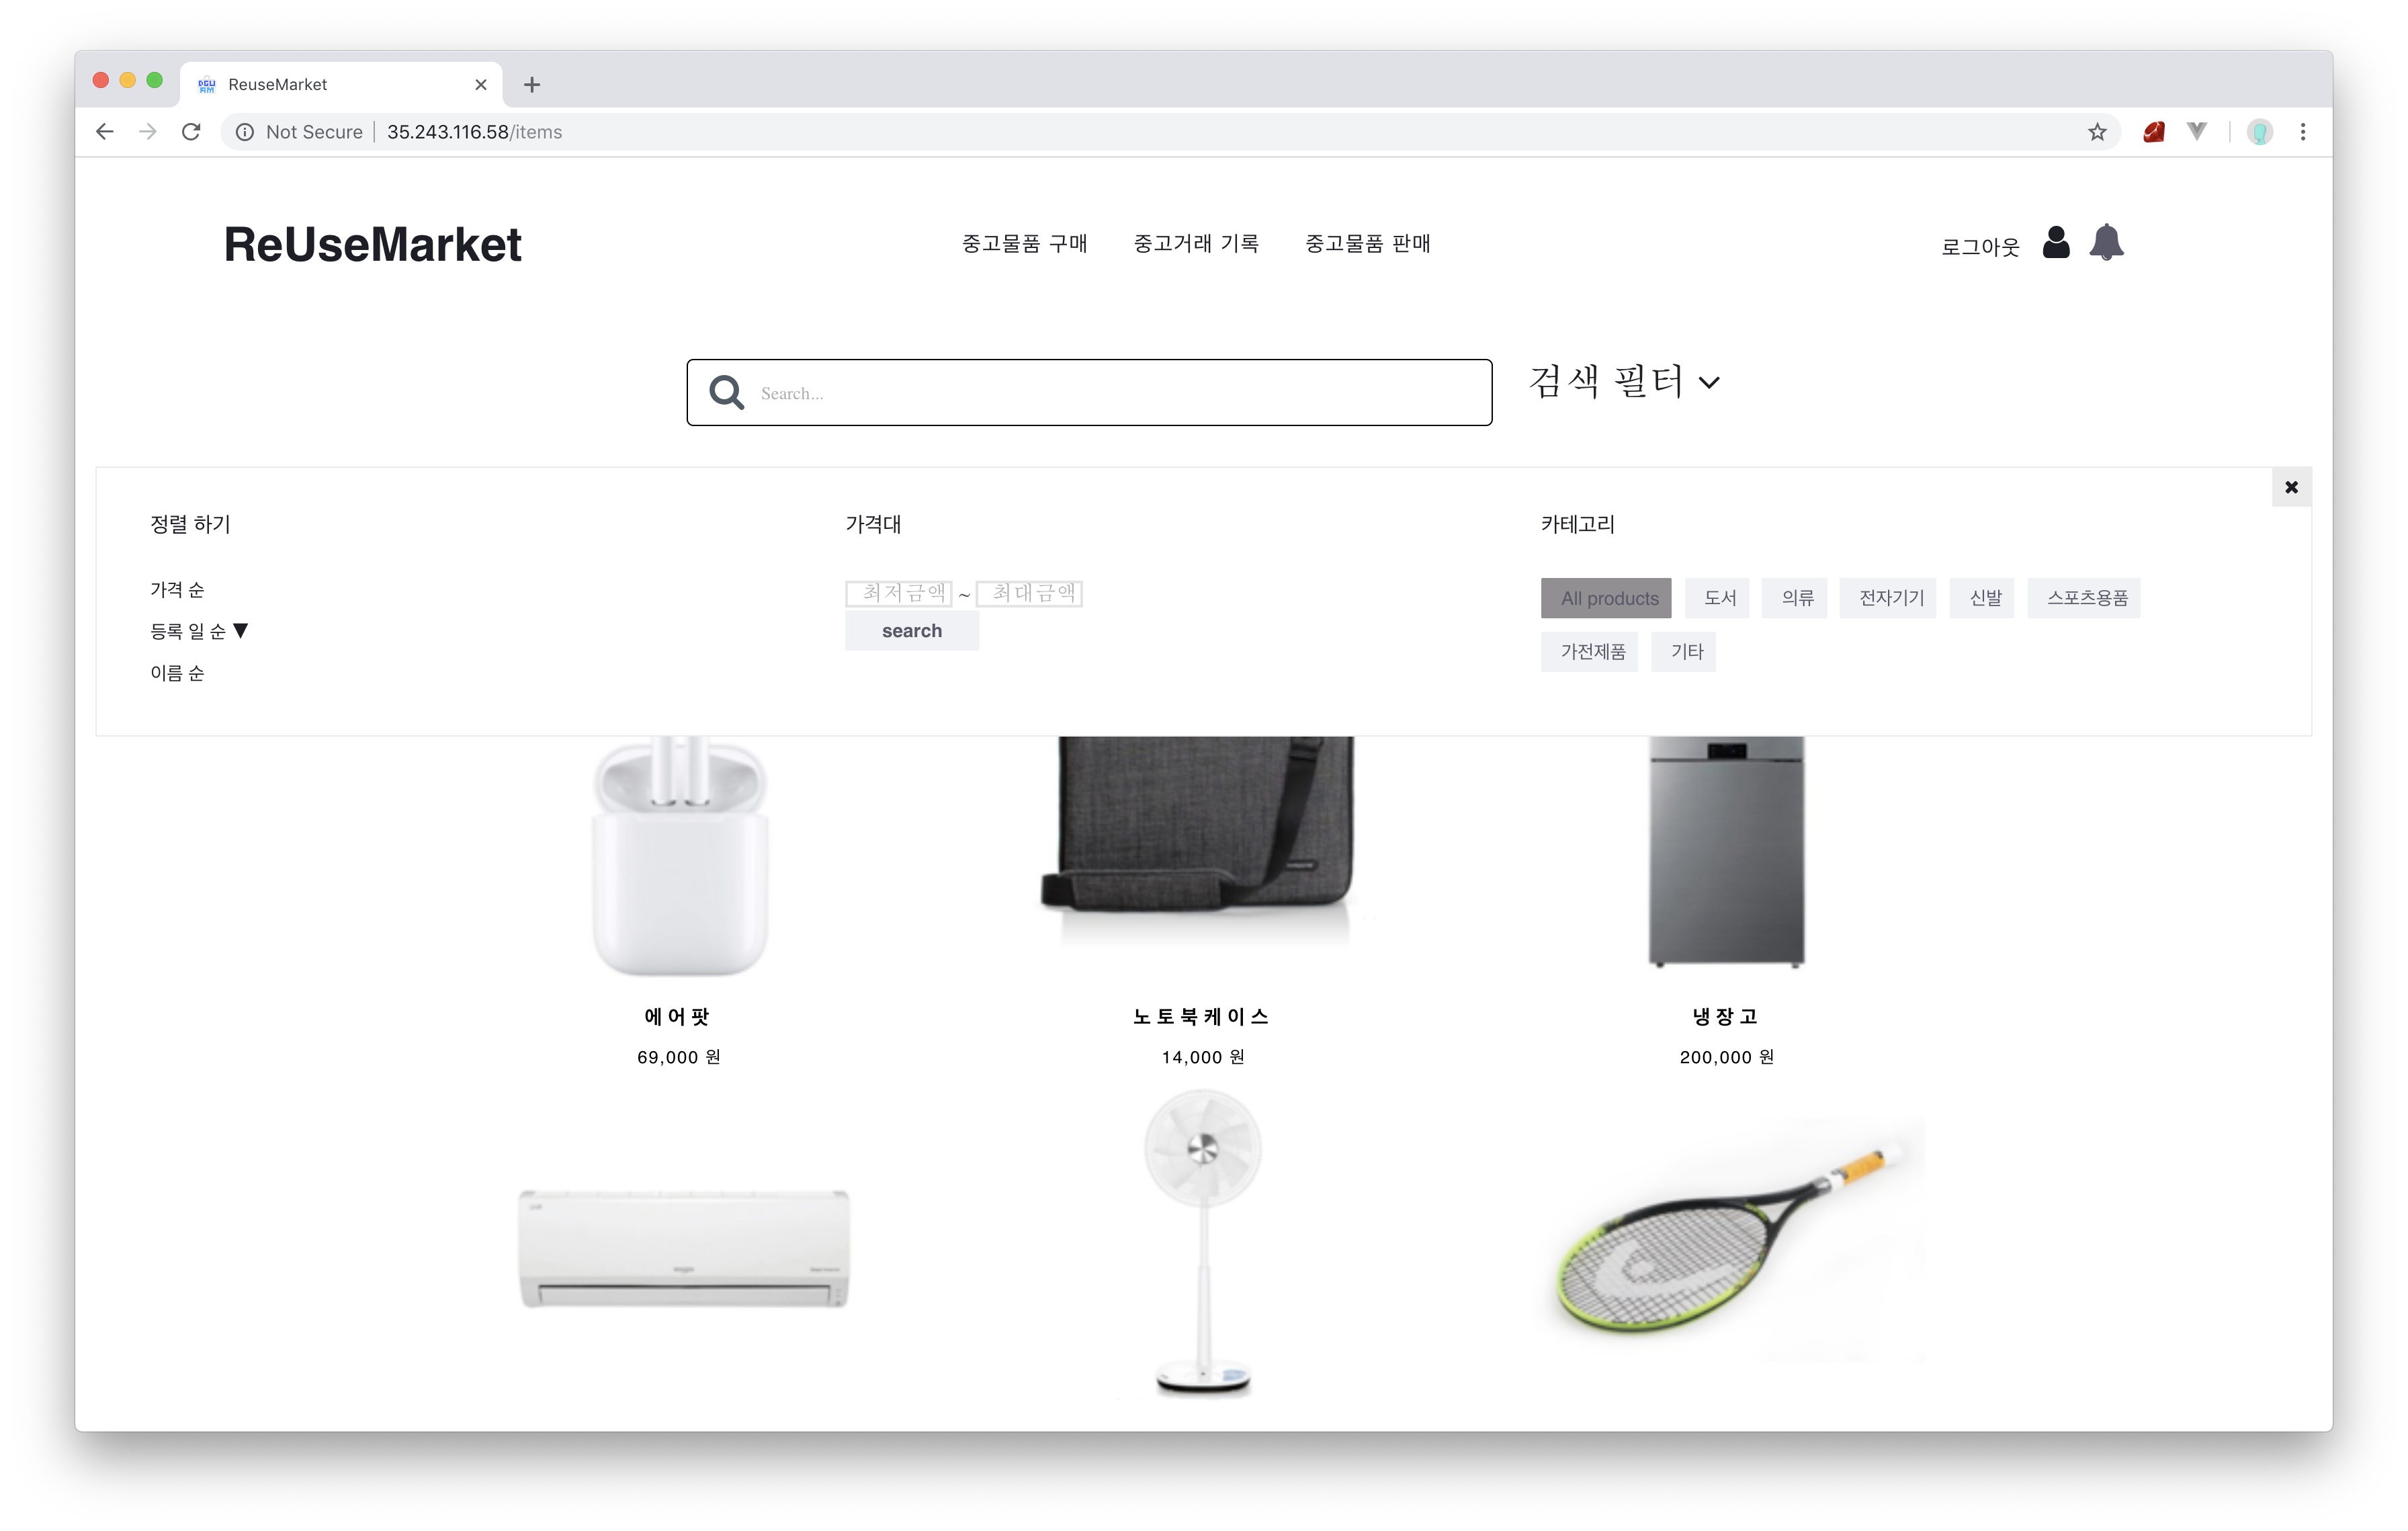 ReuseMarket
Not Secure 35.243.116.58/items
ReUseMarket
중고물품 구매 중고거래 기록 중고물품 판매
로그아웃
Search...
검색 필터
정렬 하기
가격 순
등록 일 순 ▼
이름 순
가격대
최저금액 ~ 최대금액
search
카테고리
All products 도서 의류 전자기기 신발 스포츠용품
가전제품 기타
에어팟 노토북케이스 냉장고
69,000 원 14,000 원 200,000 원